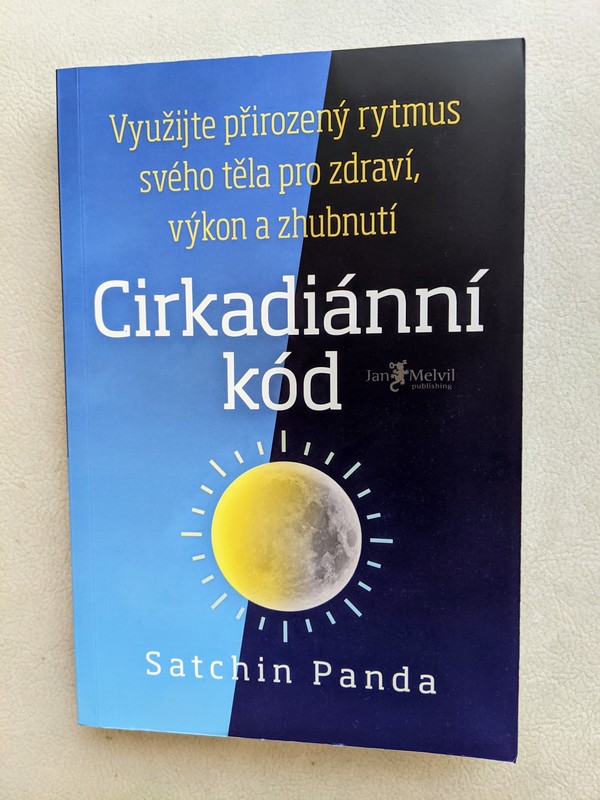 Využijte přirozený rytmus
svého těla pro zdraví,
výkon a zhubnutí
Cirkadiánní
kód
Jan Melvil
publishing
Satchin Panda